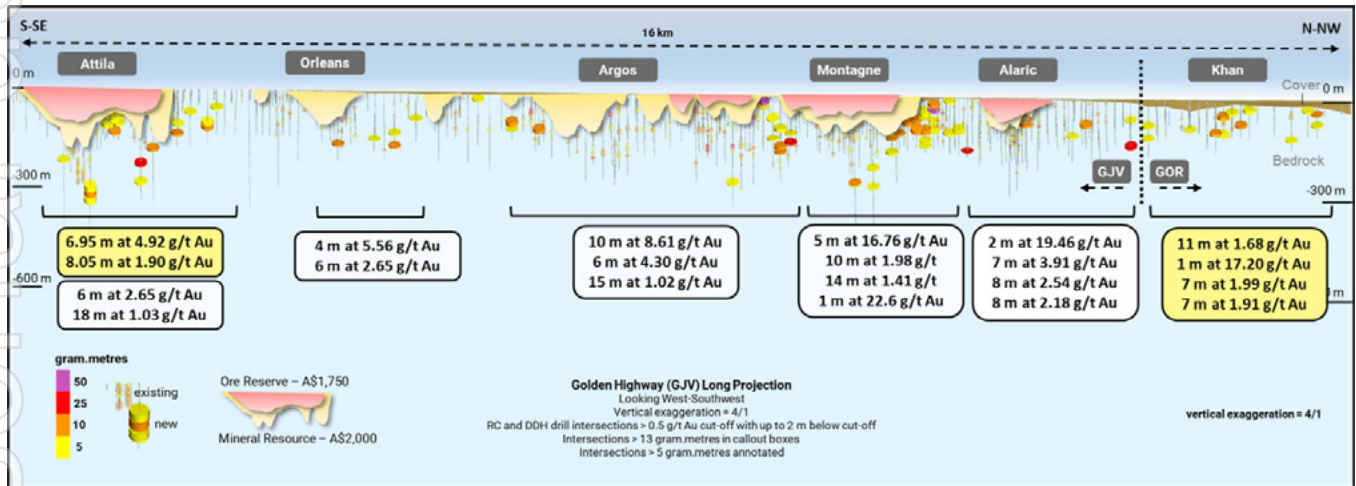 S-SE
N-NW
16 km
Attila
Orleans
Argos
Montagne
Alaric
Khan
0 m
Cover
0 m
Bedrock
-300 m
-300 m
GJV
GOR
6.95 m at 4.92 g/t Au
8.05 m at 1.90 g/t Au
6 m at 2.65 g/t Au
18 m at 1.03 g/t Au
4 m at 5.56 g/t Au
6 m at 2.65 g/t Au
10 m at 8.61 g/t Au
6 m at 4.30 g/t Au
15 m at 1.02 g/t Au
5 m at 16.76 g/t Au
10 m at 1.98 g/t
14 m at 1.41 g/t
1 m at 22.6 g/t Au
2 m at 19.46 g/t Au
7 m at 3.91 g/t Au
8 m at 2.54 g/t Au
8 m at 2.18 g/t Au
11 m at 1.68 g/t Au
1 m at 17.20 g/t Au
7 m at 1.99 g/t Au
7 m at 1.91 g/t Au
-600 m
gram.metres
50
25
10
5
existing
new
Ore Reserve – A$1,750
Mineral Resource – A$2,000
Golden Highway (GJV) Long Projection
Looking West-Southwest
Vertical exaggeration = 4/1
RC and DDH drill intersections > 0.5 g/t Au cut-off with up to 2 m below cut-off
Intersections > 13 gram.metres in callout boxes
Intersections > 5 gram.metres annotated
vertical exaggeration = 4/1